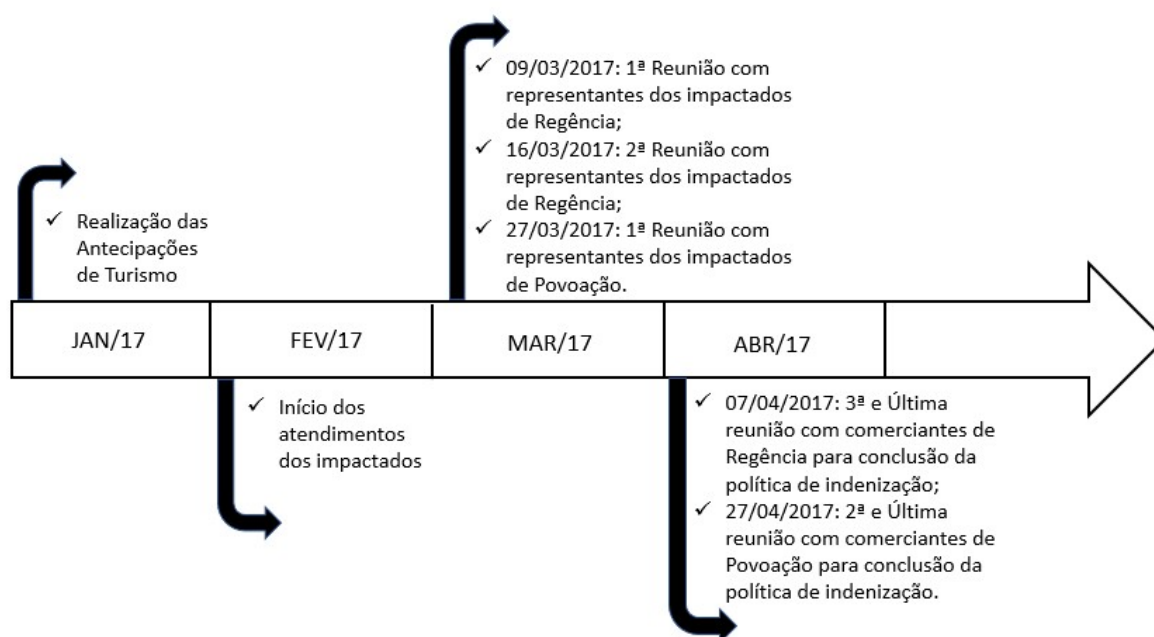 ✓ 09/03/2017: 1ª Reunião com
representantes dos impactados
de Regência;
✓ 16/03/2017: 2ª Reunião com
representantes dos impactados
de Regência;
✓ 27/03/2017: 1ª Reunião com
representantes dos impactados
de Povoação.
✓ Realização das
Antecipações
de Turismo
JAN/17
FEV/17
MAR/17
ABR/17
✓ Início dos
atendimentos
dos impactados
✓ 07/04/2017: 3ª e Última
reunião com comerciantes de
Regência para conclusão da
política de indenização;
✓ 27/04/2017: 2ª e Última
reunião com comerciantes de
Povoação para conclusão da
política de indenização.